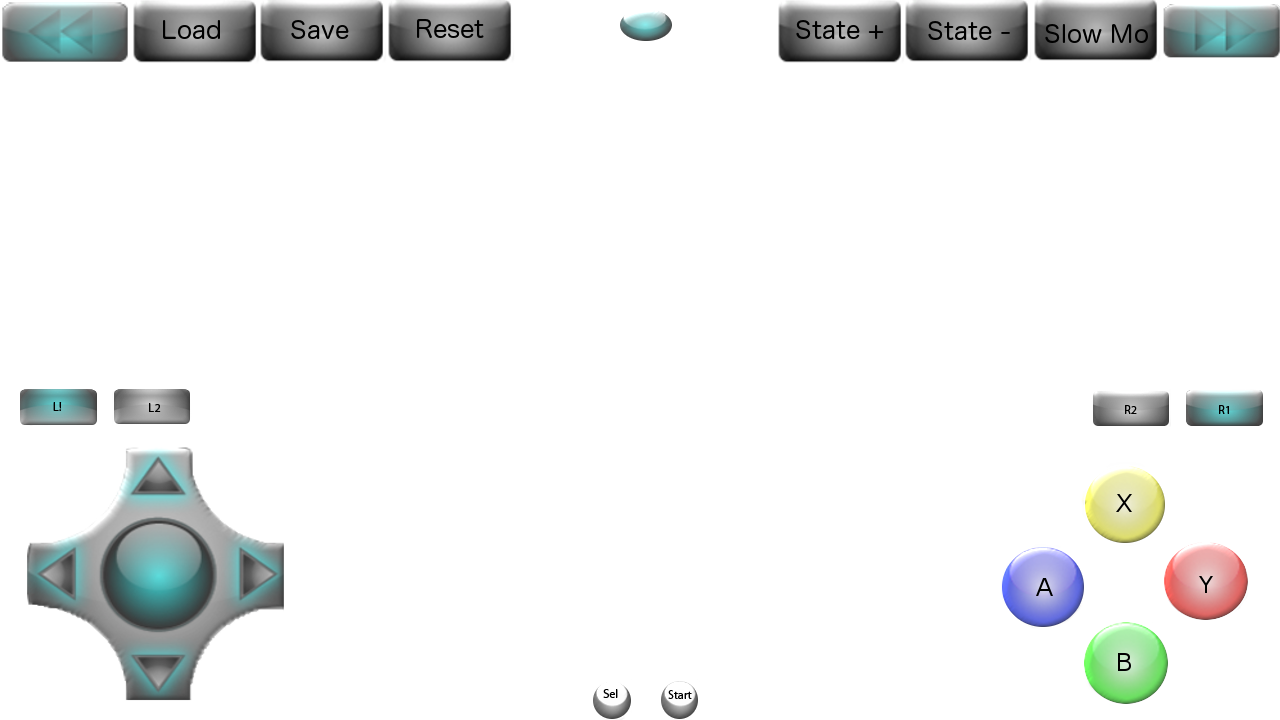 Load
Save
Reset
State +
State -
Slow Mo
L!
L2
R2
R1
X
A
Y
B
Sel
Start